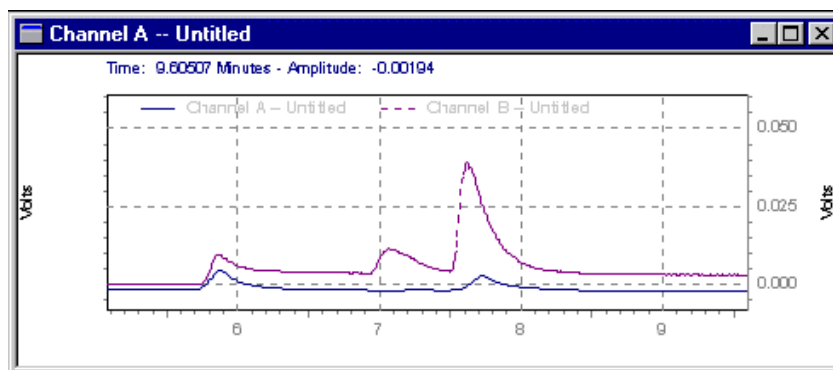 Channel A -- Untitled
Time: 9.60507 Minutes - Amplitude: -0.00194
Channel A -- Untitled Channel B -- Untitled
0.050
Volts 0.025 Volts
0.000
6 7 8 9